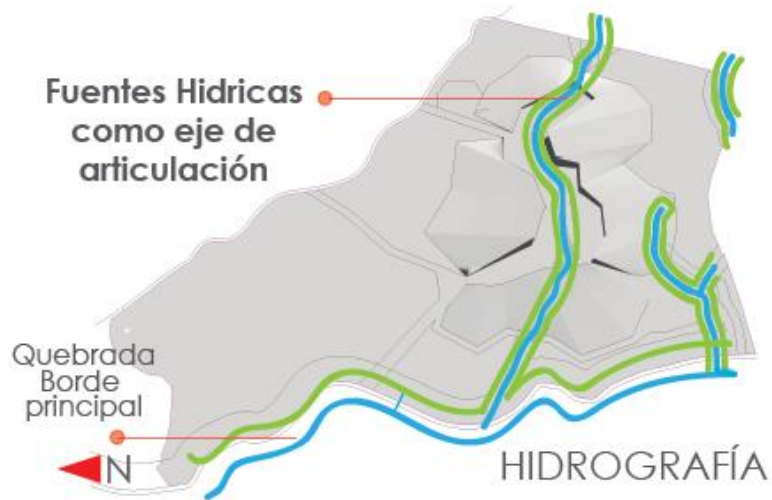 Fuentes Hidricas
como eje de
articulación
Quebrada
Borde
principal
N
HIDROGRAFÍA